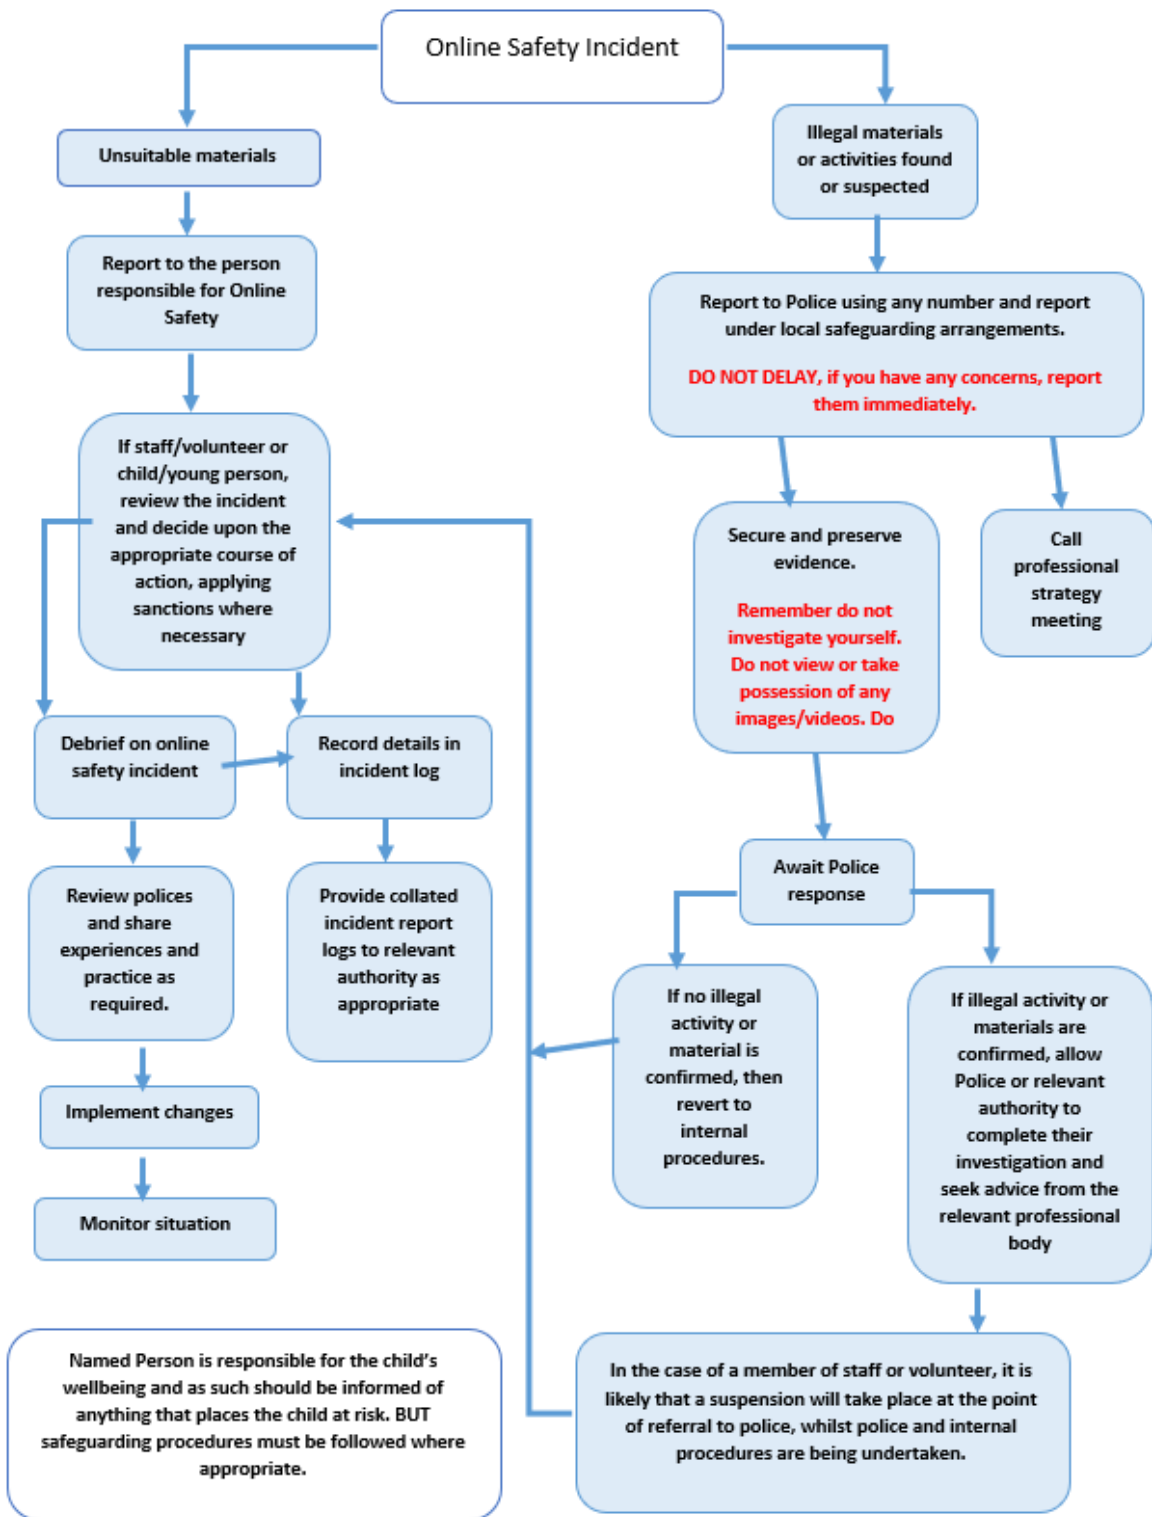 Online Safety Incident
Unsuitable materials
Illegal materials
or activities found
or suspected
Report to the person
responsible for Online
Safety
Report to Police using any number and report
under local safeguarding arrangements.
DO NOT DELAY, if you have any concerns, report
them immediately.
If staff/volunteer or
child/young person,
review the incident
and decide upon the
appropriate course of
action, applying
sanctions where
necessary
Secure and preserve
evidence.
Remember do not
investigate yourself.
Do not view or take
possession of any
images/videos. Do
Call
professional
strategy
meeting
Debrief on online
safety incident
Record details in
incident log
Await Police
response
Review polices
and share
experiences and
practice as
required.
Provide collated
incident report
logs to relevant
authority as
appropriate
If no illegal
activity or
material is
confirmed, then
revert to
internal
procedures.
If illegal activity or
materials are
confirmed, allow
Police or relevant
authority to
complete their
investigation and
seek advice from the
relevant professional
body
Implement changes
Monitor situation
Named Person is responsible for the child’s
wellbeing and as such should be informed of
anything that places the child at risk. BUT
safeguarding procedures must be followed where
appropriate.
In the case of a member of staff or volunteer, it is
likely that a suspension will take place at the point
of referral to police, whilst police and internal
procedures are being undertaken.